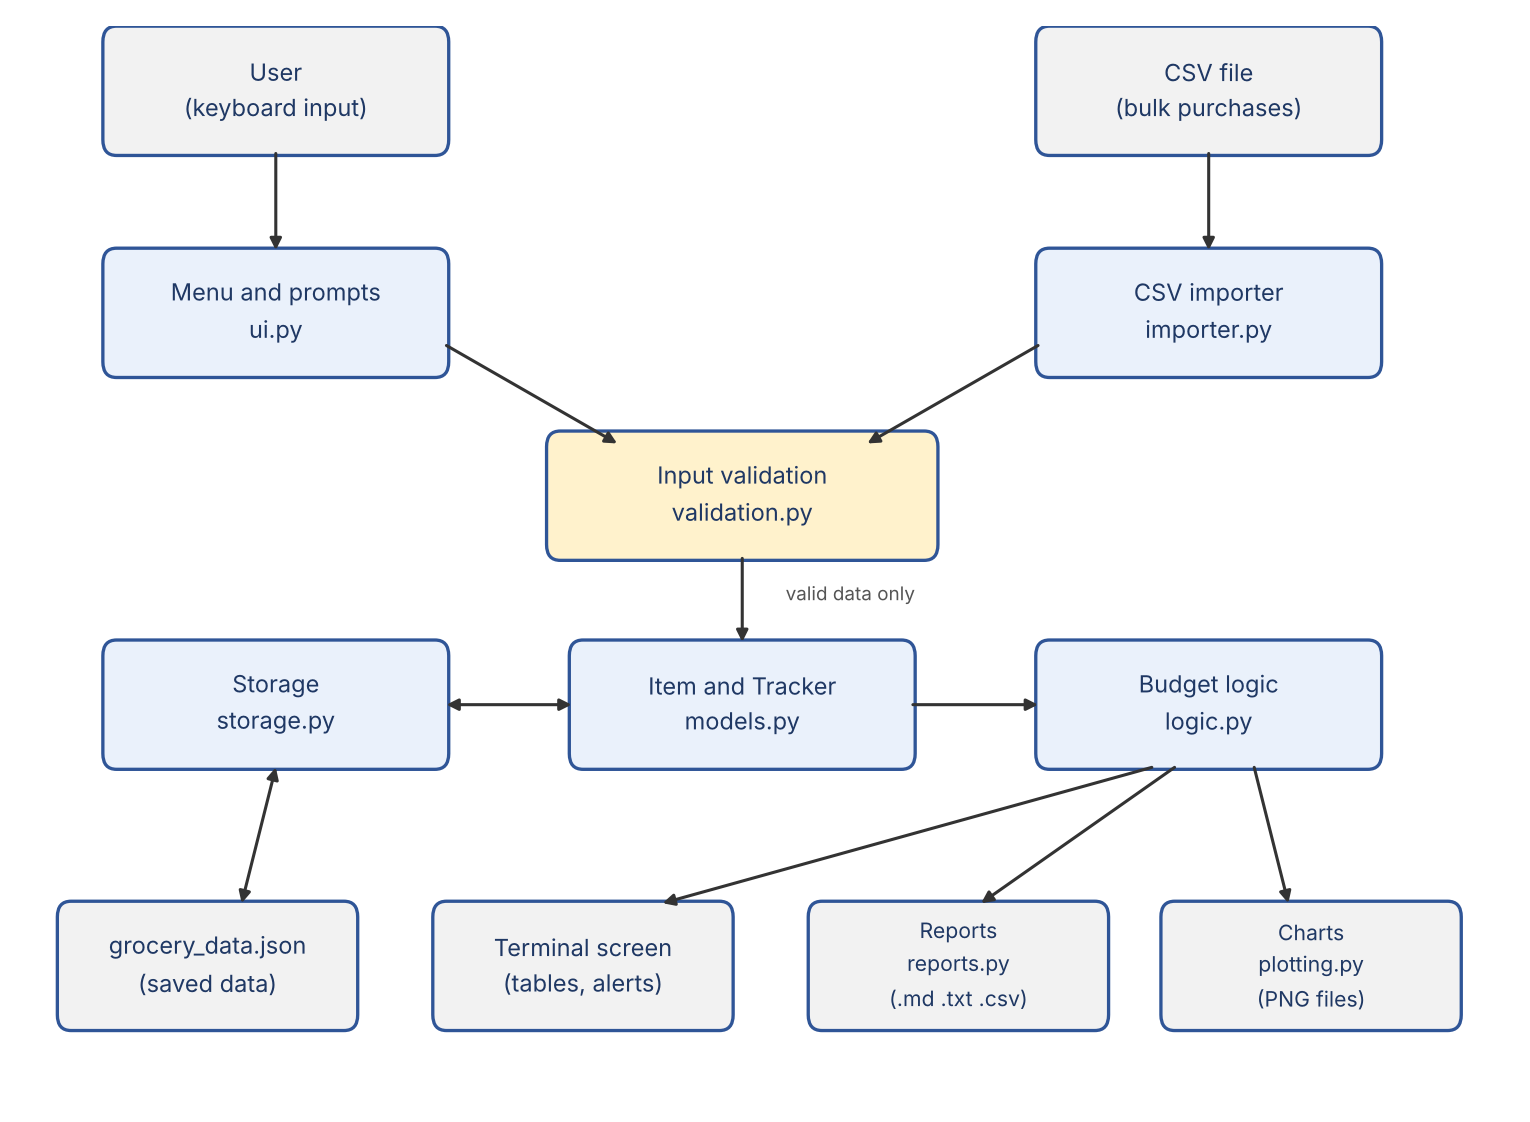 User
(keyboard input)
CSV file
(bulk purchases)
Menu and prompts
ui.py
CSV importer
importer.py
Input validation
validation.py
valid data only
Storage
storage.py
Item and Tracker
models.py
Budget logic
logic.py
grocery_data.json
(saved data)
Terminal screen
(tables, alerts)
Reports
reports.py
(.md .txt .csv)
Charts
plotting.py
(PNG files)